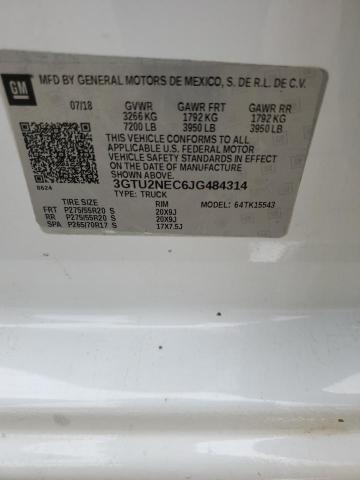 GM
MFD BY GENERAL MOTORS DE MEXICO, S. DE R.L. DE C.V.
07/18 GVWR GAWR FRT GAWR RR
3266 KG 1792 KG 1792 KG
7200 LB 3950 LB 3950 LB
THIS VEHICLE CONFORMS TO ALL
APPLICABLE U.S. FEDERAL MOTOR
VEHICLE SAFETY AND THEFT
PREVENTION STANDARDS IN EFFECT
ON THE DATE OF MANUFACTURE
SHOWN ABOVE.
8624 3GTU2NEC6JG484314
TYPE: TRUCK
TIRE SIZE RIM MODEL: 64TK15543
FRT P275/55R20 S 20X9J
RR P275/55R20 S 20X9J
SPA P265/70R17 S 17X7.5J